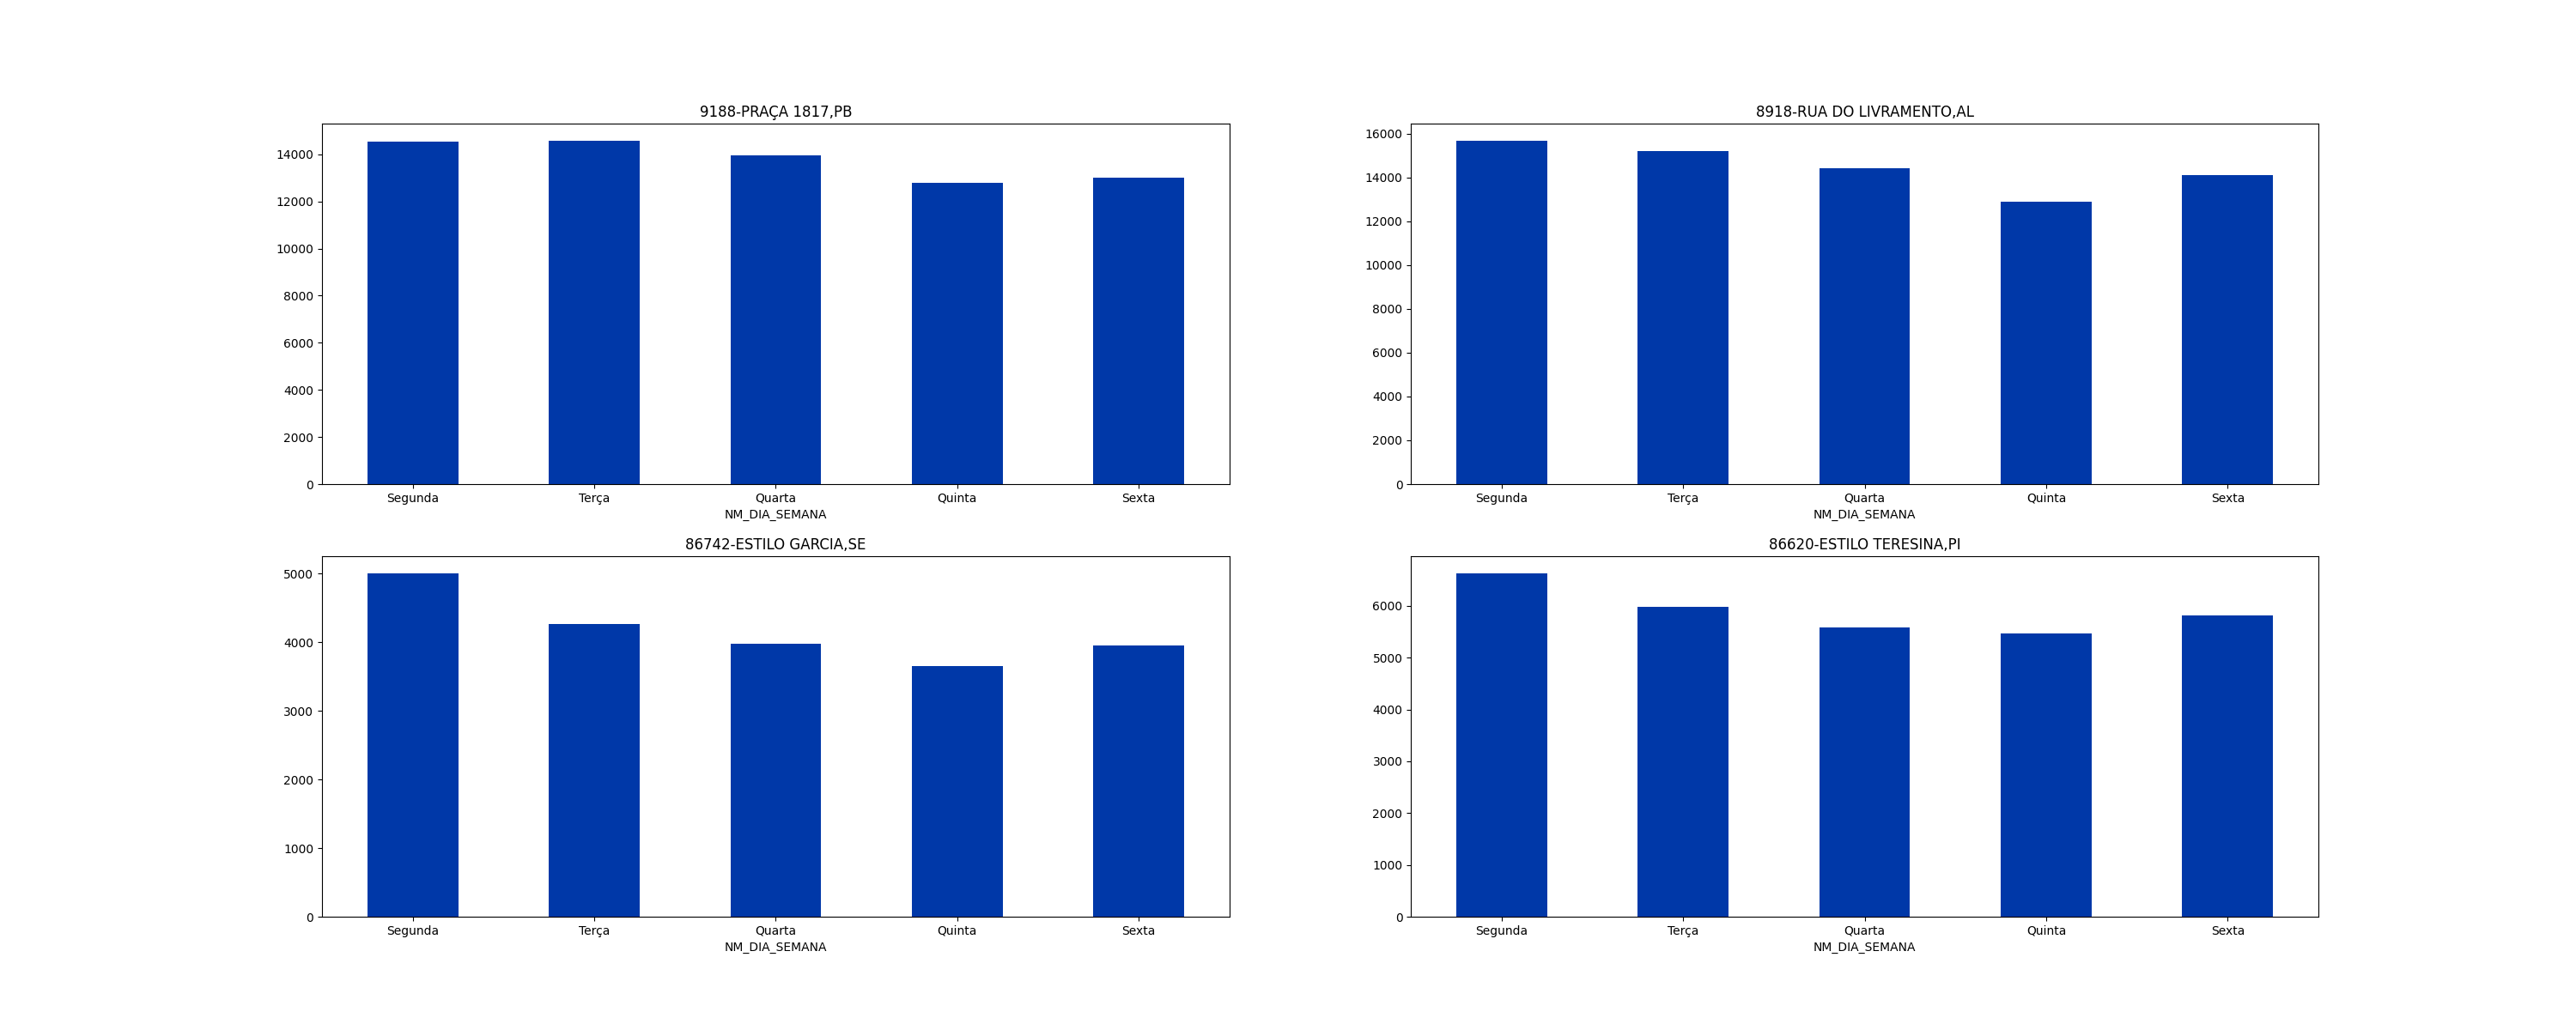 9188-PRAÇA 1817,PB
14000
12000
10000
8000
6000
4000
2000
0
Segunda Terça Quarta Quinta Sexta
NM_DIA_SEMANA
8918-RUA DO LIVRAMENTO,AL
16000
14000
12000
10000
8000
6000
4000
2000
0
Segunda Terça Quarta Quinta Sexta
NM_DIA_SEMANA
86742-ESTILO GARCIA,SE
5000
4000
3000
2000
1000
0
Segunda Terça Quarta Quinta Sexta
NM_DIA_SEMANA
86620-ESTILO TERESINA,PI
6000
5000
4000
3000
2000
1000
0
Segunda Terça Quarta Quinta Sexta
NM_DIA_SEMANA